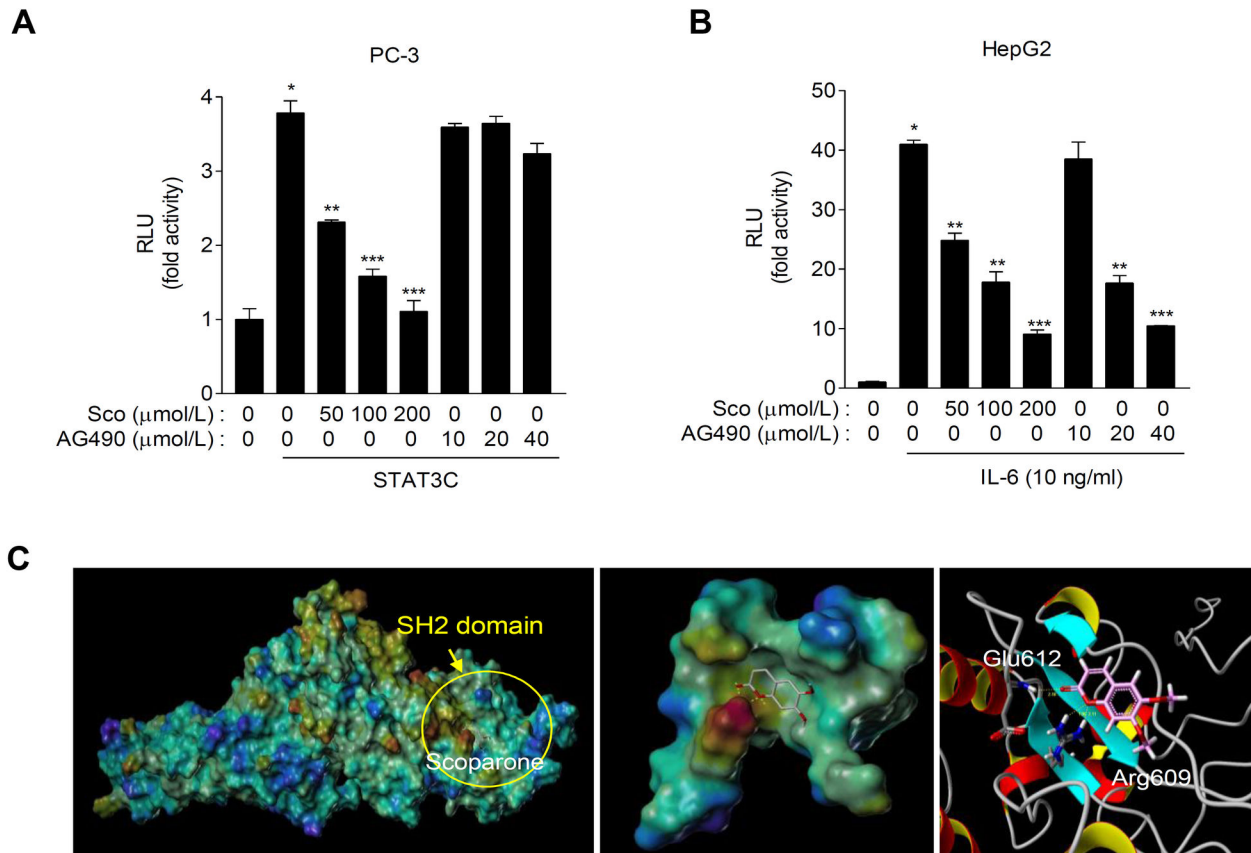 A
PC-3
RLU
(fold activity)
4
3
2
1
0
*
**
***
***
Sco (μmol/L) : 0 0 50 100 200 0 0 0
AG490 (μmol/L) : 0 0 0 0 0 10 20 40
STAT3C
B
HepG2
RLU
(fold activity)
50
40
30
20
10
0
*
**
**
***
**
***
Sco (μmol/L) : 0 0 50 100 200 0 0 0
AG490 (μmol/L) : 0 0 0 0 0 10 20 40
IL-6 (10 ng/ml)
C
SH2 domain
Scoparone
Glu612
Arg609